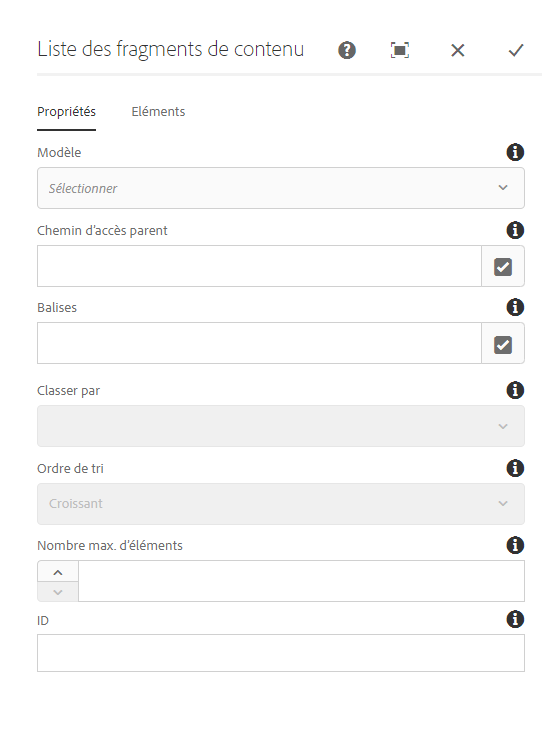 Liste des fragments de contenu
Propriétés Eléments
Modèle
Sélectionner
Chemin d’accès parent
Balises
Classer par
Ordre de tri
Croissant
Nombre max. d’éléments
ID